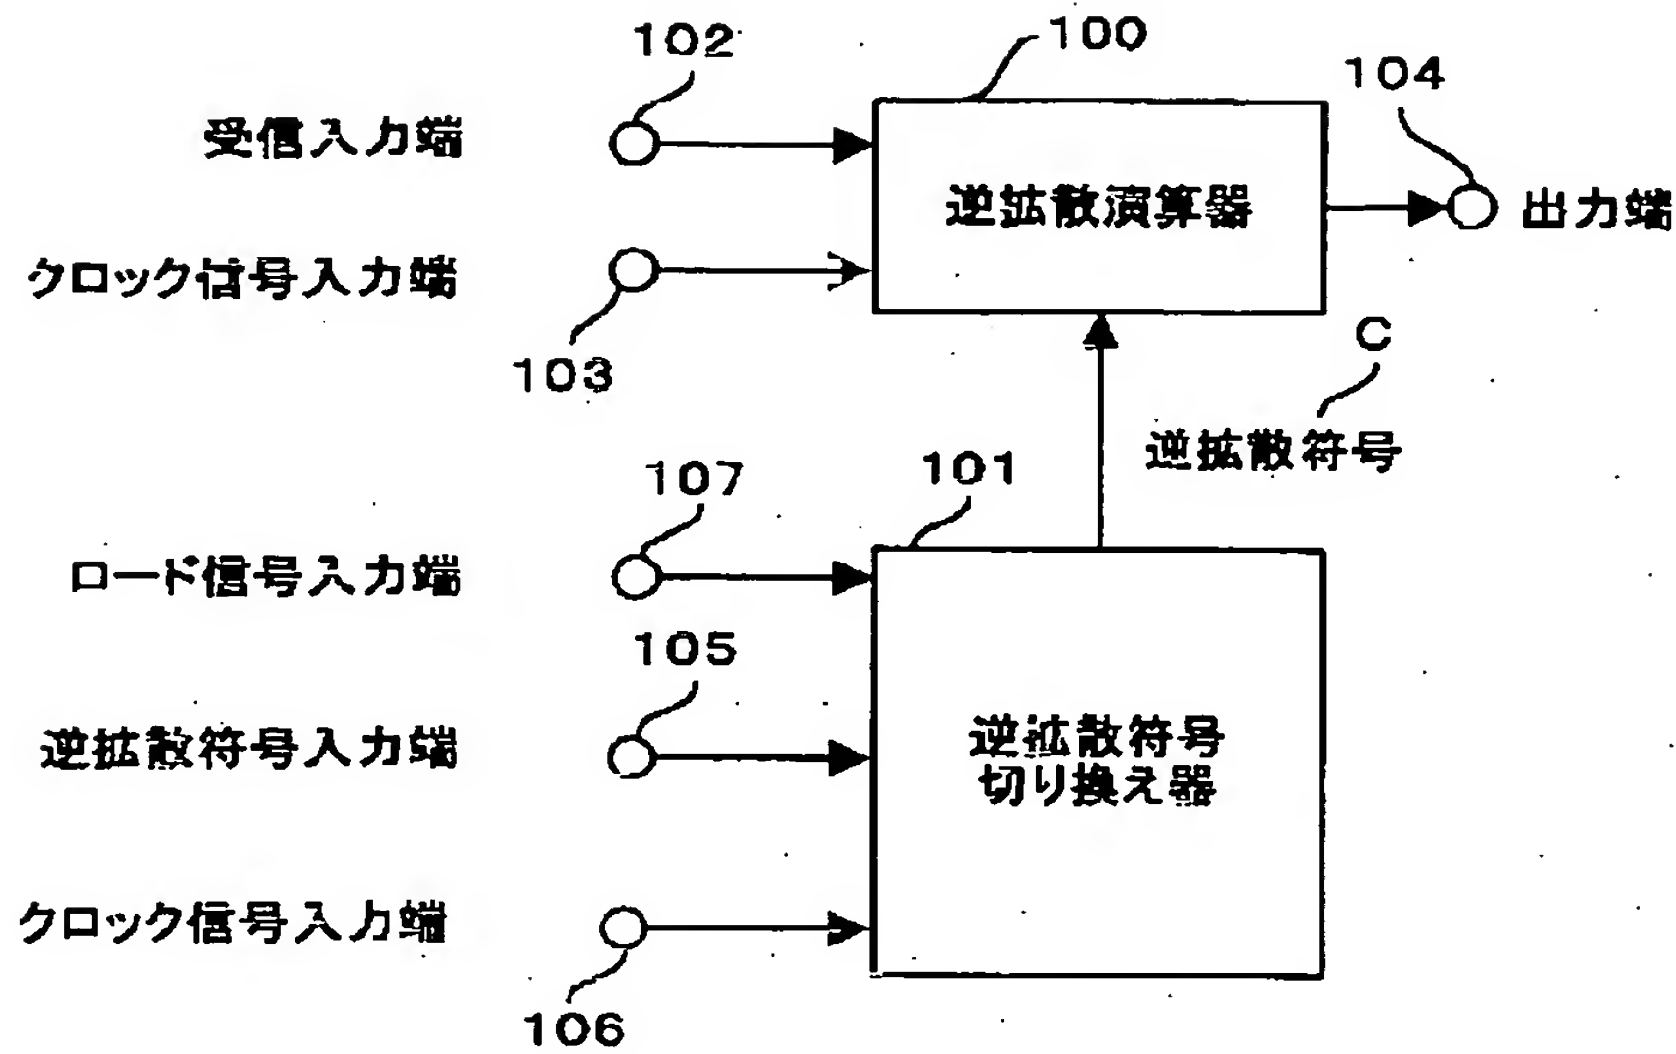 102
100
104
受信入力端
逆拡散演算器
出力端
クロック信号入力端
103
C
逆拡散符号
107
101
ロード信号入力端
105
逆拡散符号入力端
逆拡散符号
切り換え器
クロック信号入力端
106